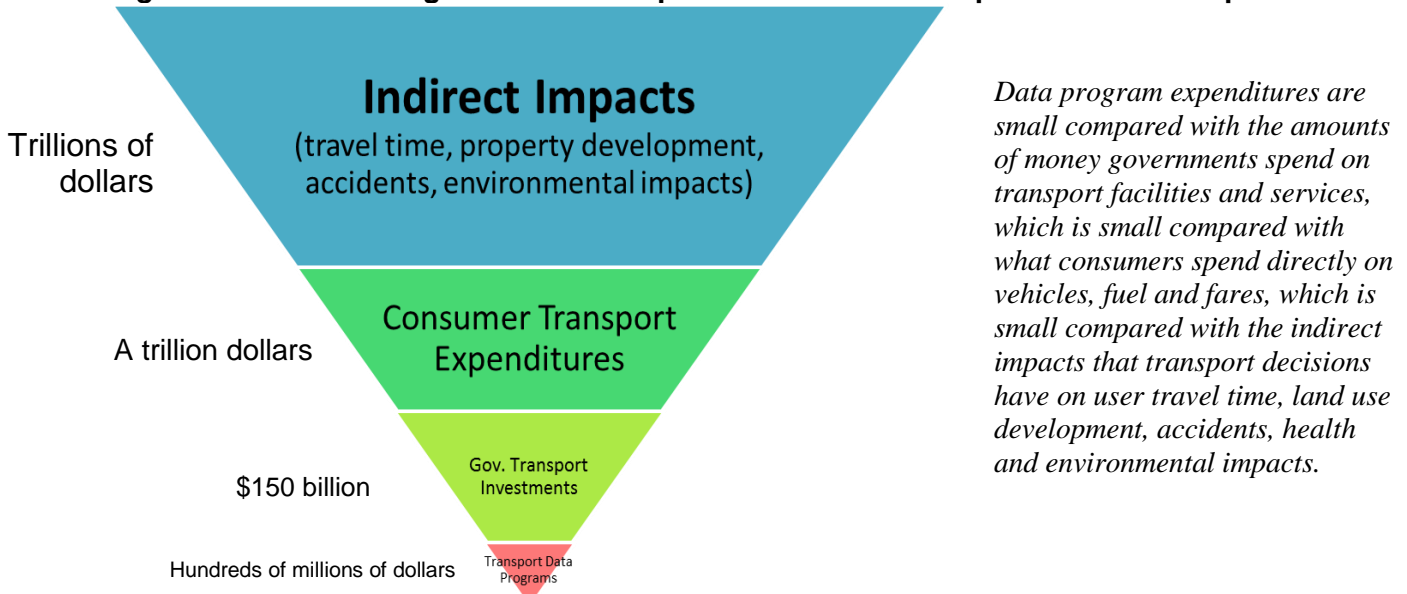 Indirect Impacts
(travel time, property development,
accidents, environmental impacts)
Trillions of
dollars
Consumer Transport
Expenditures
A trillion dollars
Gov. Transport
Investments
$150 billion
Transport Data
Programs
Hundreds of millions of dollars
Data program expenditures are
small compared with the amounts
of money governments spend on
transport facilities and services,
which is small compared with
what consumers spend directly on
vehicles, fuel and fares, which is
small compared with the indirect
impacts that transport decisions
have on user travel time, land use
development, accidents, health
and environmental impacts.